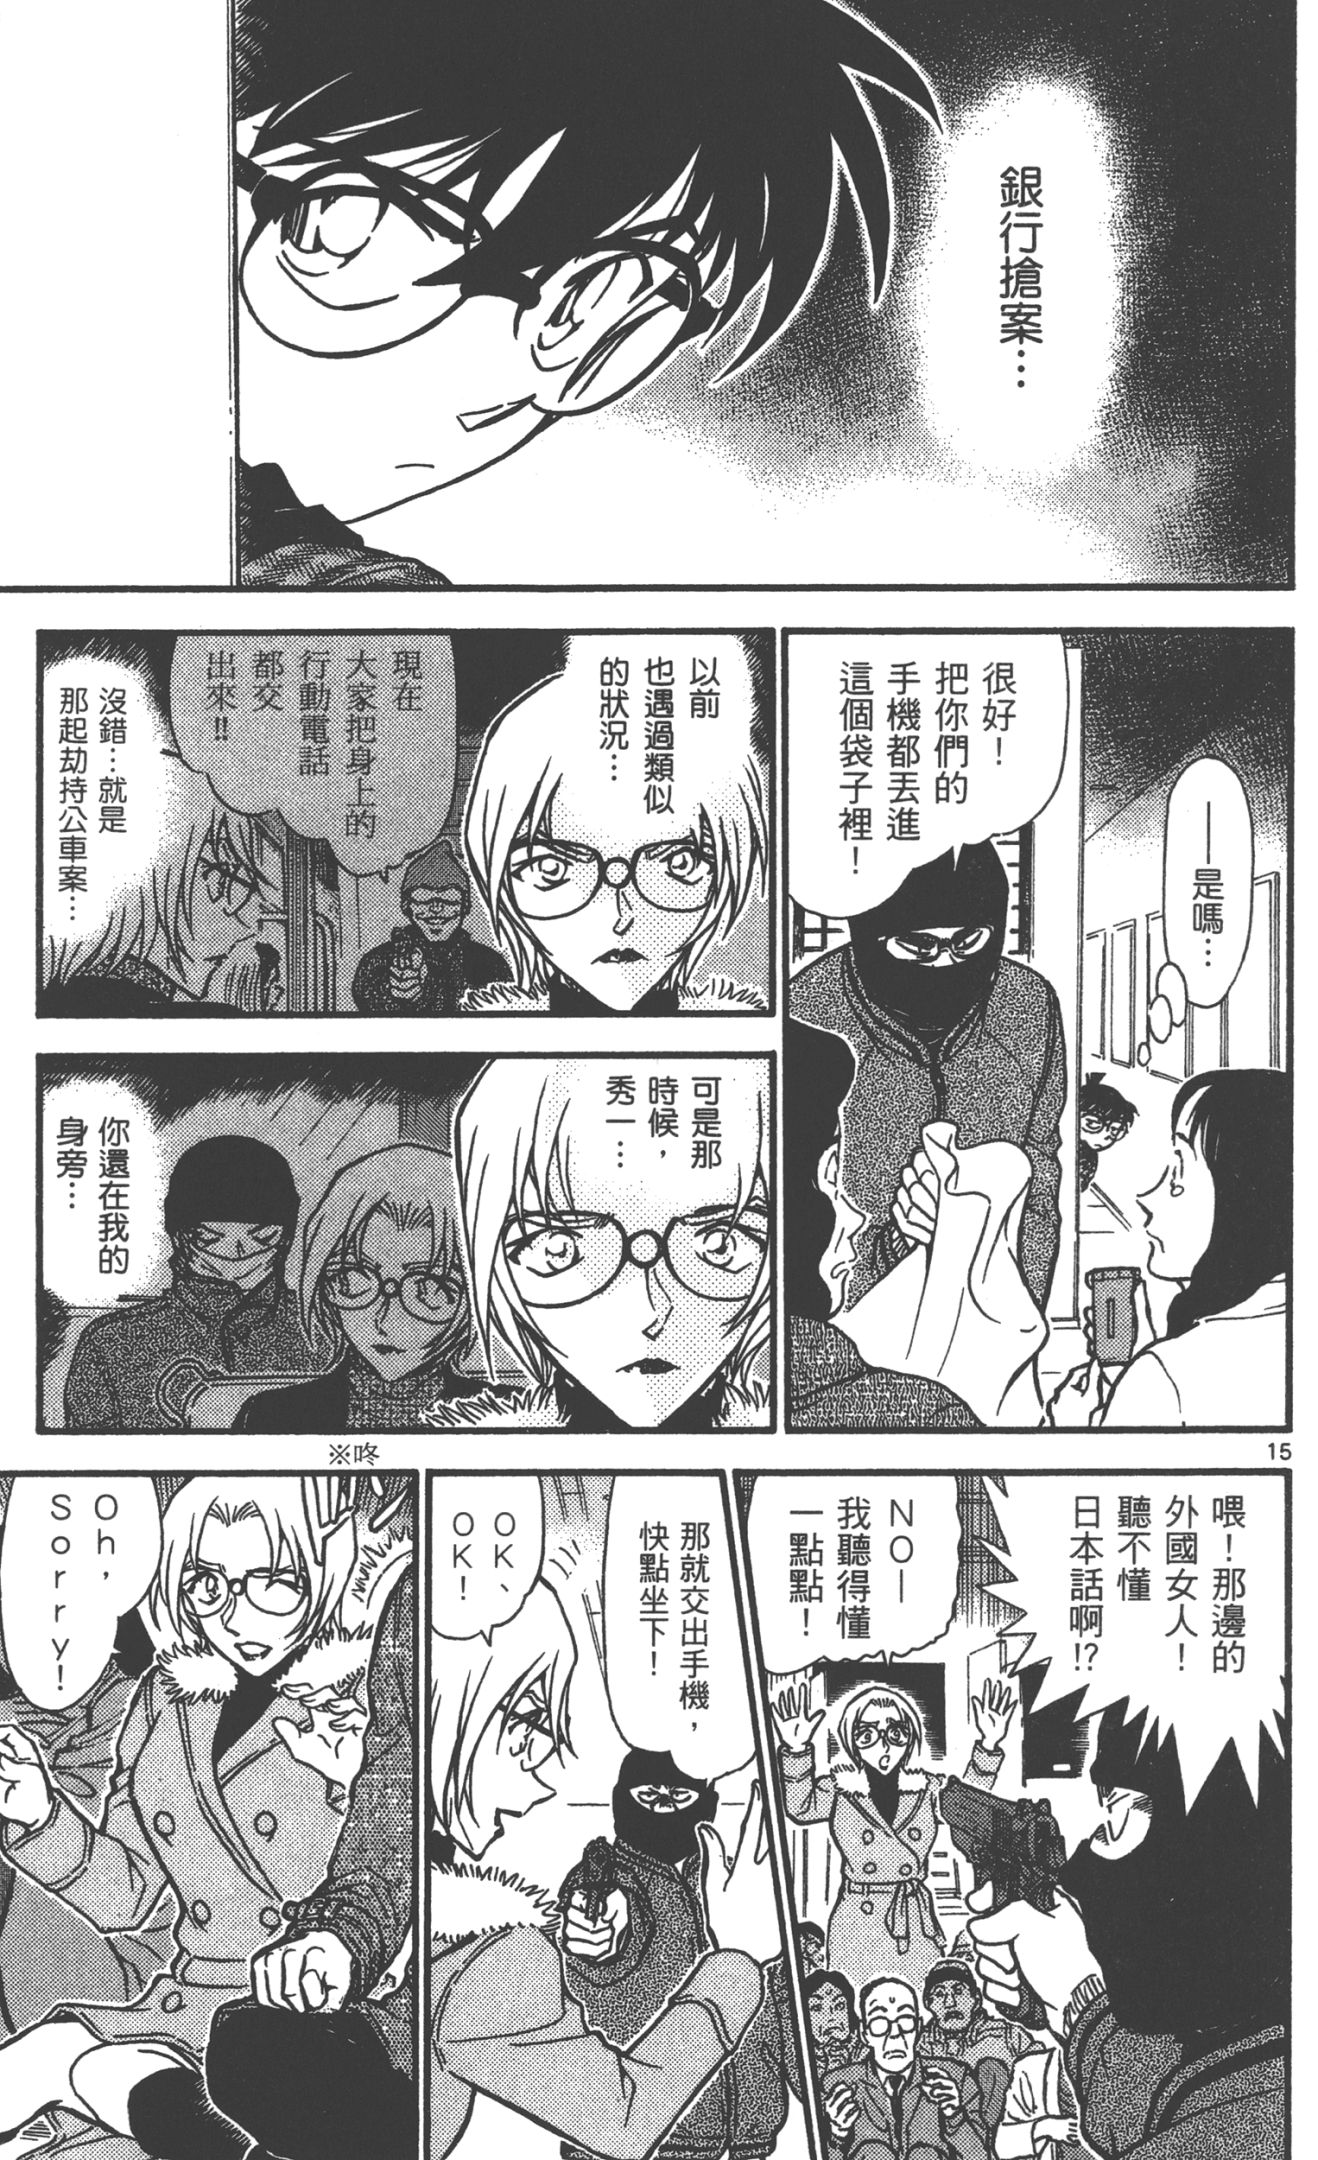 銀行搶案…
——是嗎…
很好！
把你們的
手機都丟進
這個袋子裡！
以前
也遇過類似
的狀況…
現在
大家把身上的
行動電話
都交
出來!!
沒錯…就是
那起劫持公車案…
可是那
時候，
秀一…
你還在我的
身旁…
15
喂！那邊的
外國女人！
聽不懂
日本話啊!?
NO—
我聽得懂
一點點！
那就交出手機，
快點坐下！
OK、
OK！
※咚
Oh，
Sorry！